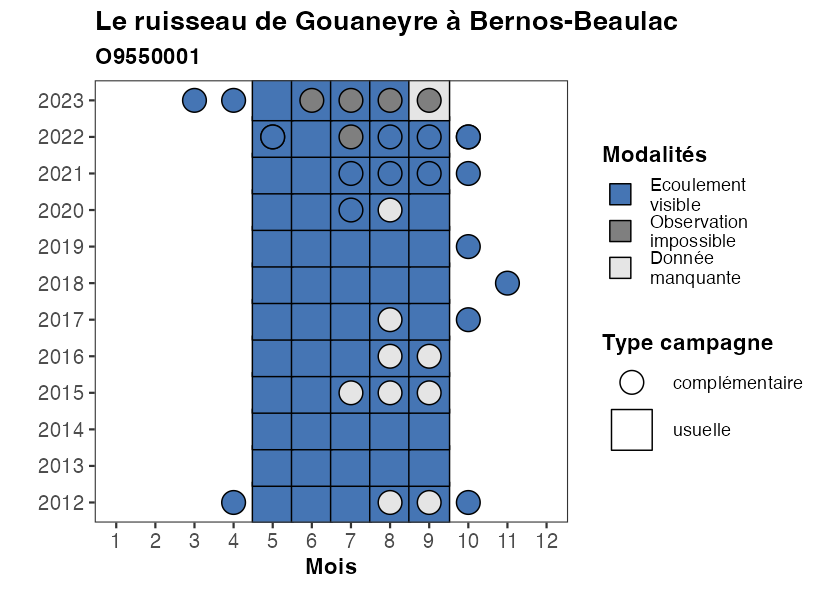 Le ruisseau de Gouaneyre à Bernos-Beaulac
O9550001
2023
2022
2021
2020
2019
2018
2017
2016
2015
2014
2013
2012
1 2 3 4 5 6 7 8 9 10 11 12
Mois
Modalités
Ecoulement
visible
Observation
impossible
Donnée
manquante
Type campagne
complémentaire
usuelle